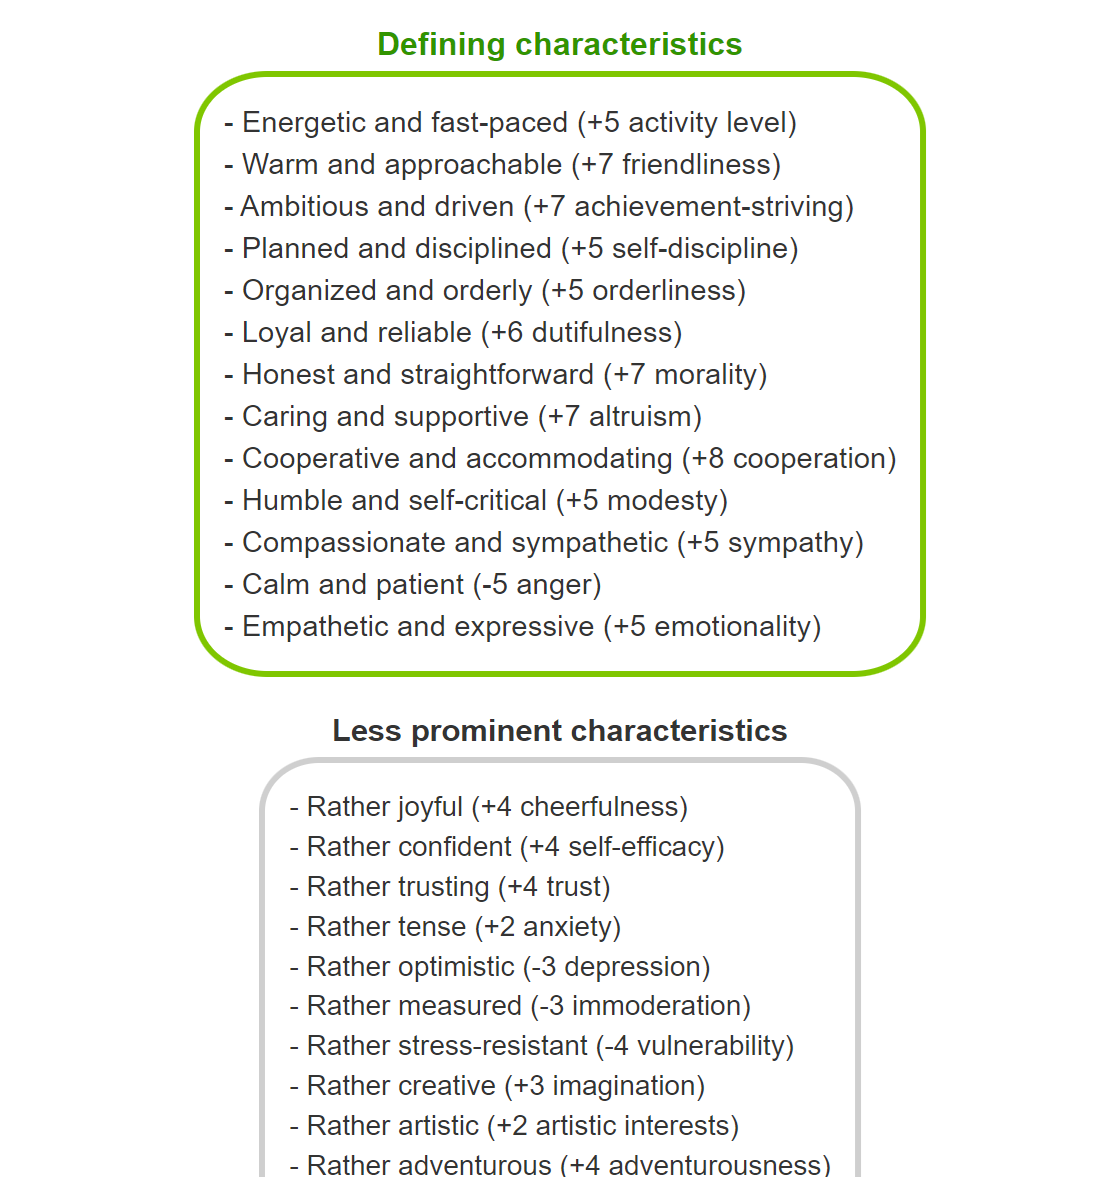 Defining characteristics
- Energetic and fast-paced (+5 activity level)
- Warm and approachable (+7 friendliness)
- Ambitious and driven (+7 achievement-striving)
- Planned and disciplined (+5 self-discipline)
- Organized and orderly (+5 orderliness)
- Loyal and reliable (+6 dutifulness)
- Honest and straightforward (+7 morality)
- Caring and supportive (+7 altruism)
- Cooperative and accommodating (+8 cooperation)
- Humble and self-critical (+5 modesty)
- Compassionate and sympathetic (+5 sympathy)
- Calm and patient (-5 anger)
- Empathetic and expressive (+5 emotionality)
Less prominent characteristics
- Rather joyful (+4 cheerfulness)
- Rather confident (+4 self-efficacy)
- Rather trusting (+4 trust)
- Rather tense (+2 anxiety)
- Rather optimistic (-3 depression)
- Rather measured (-3 immoderation)
- Rather stress-resistant (-4 vulnerability)
- Rather creative (+3 imagination)
- Rather artistic (+2 artistic interests)
- Rather adventurous (+4 adventurousness)